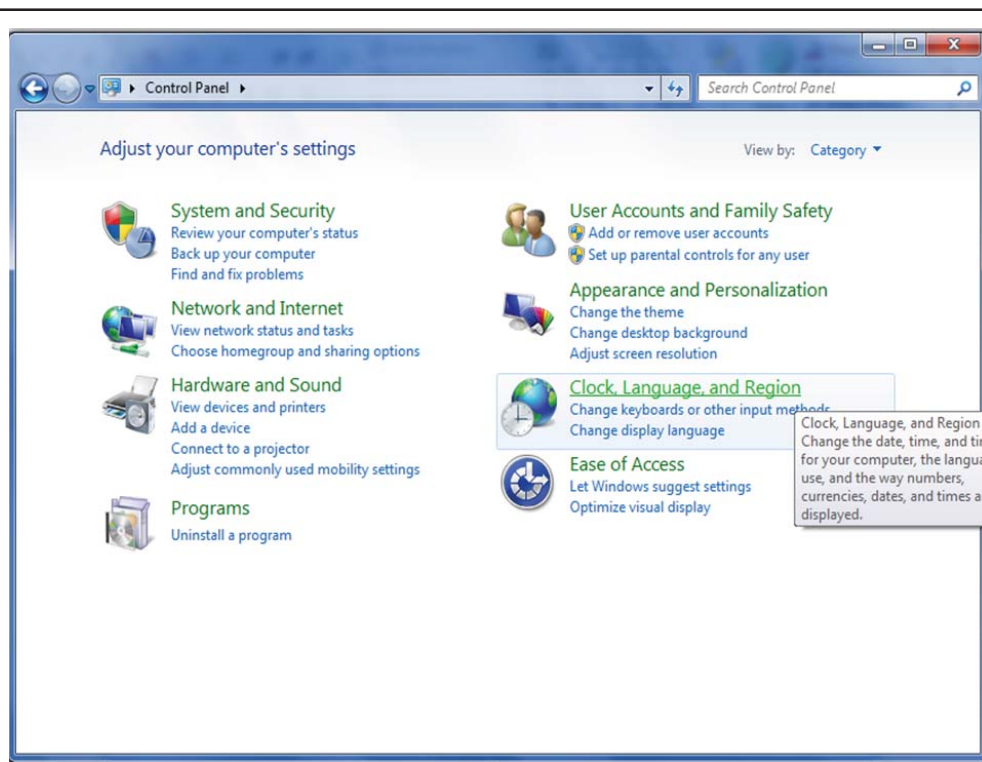 Control Panel
Search Control Panel
Adjust your computer's settings
View by: Category
System and Security
Review your computer's status
Back up your computer
Find and fix problems
Network and Internet
View network status and tasks
Choose homegroup and sharing options
Hardware and Sound
View devices and printers
Add a device
Connect to a projector
Adjust commonly used mobility settings
Programs
Uninstall a program
User Accounts and Family Safety
Add or remove user accounts
Set up parental controls for any user
Appearance and Personalization
Change the theme
Change desktop background
Adjust screen resolution
Clock, Language, and Region
Change keyboards or other input methods
Change display language
Ease of Access
Let Windows suggest settings
Optimize visual display
Clock, Language, and Region
Change the date, time, and
for your computer, the
use, and the way numbers,
currencies, dates, and times
displayed.